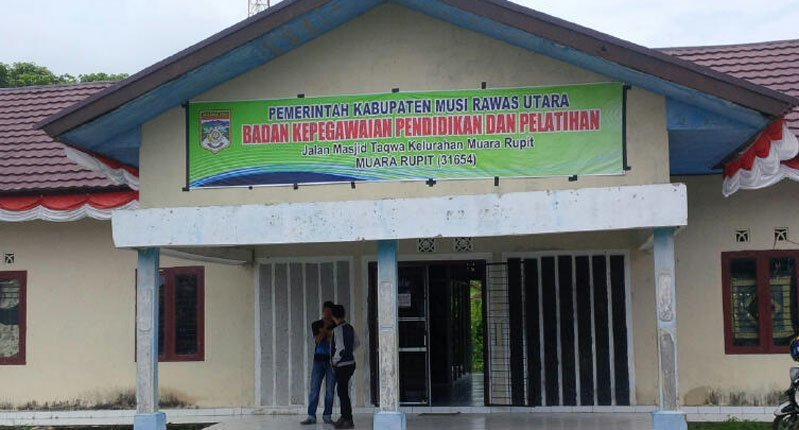 PEMERINTAH KABUPATEN MUSI RAWAS UTARA
BADAN KEPEGAWAIAN PENDIDIKAN DAN PELATIHAN
Jalan Masjid Taqwa Kelurahan Muara Rupit
MUARA RUPIT (31654)